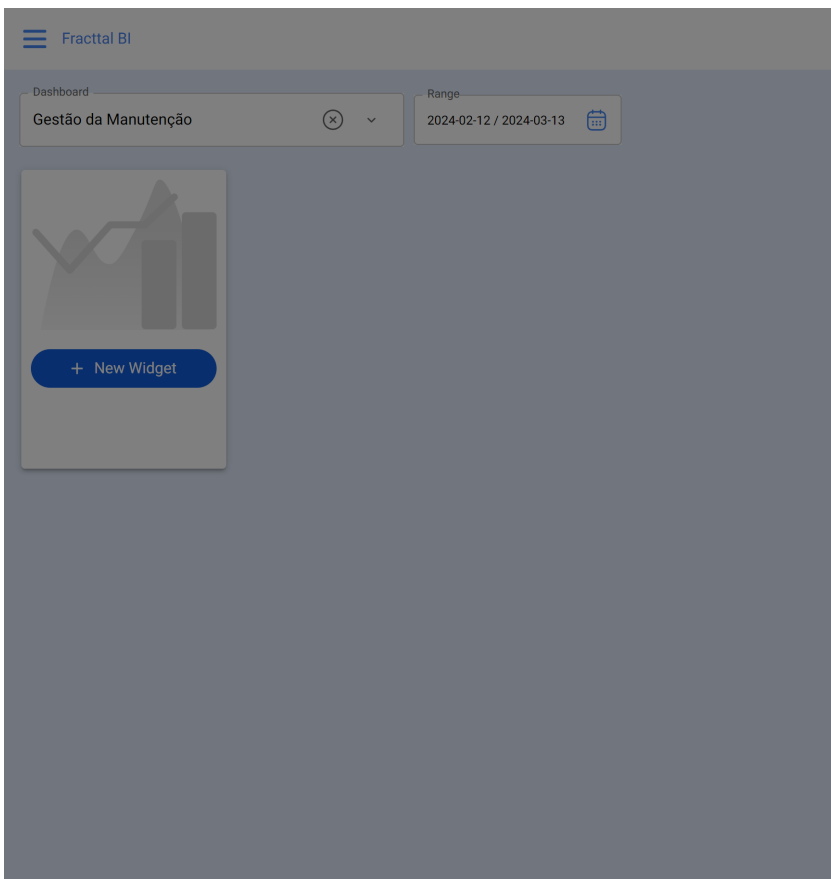 Fracttal BI
Dashboard
Gestão da Manutenção
Range
2024-02-12 / 2024-03-13
+ New Widget